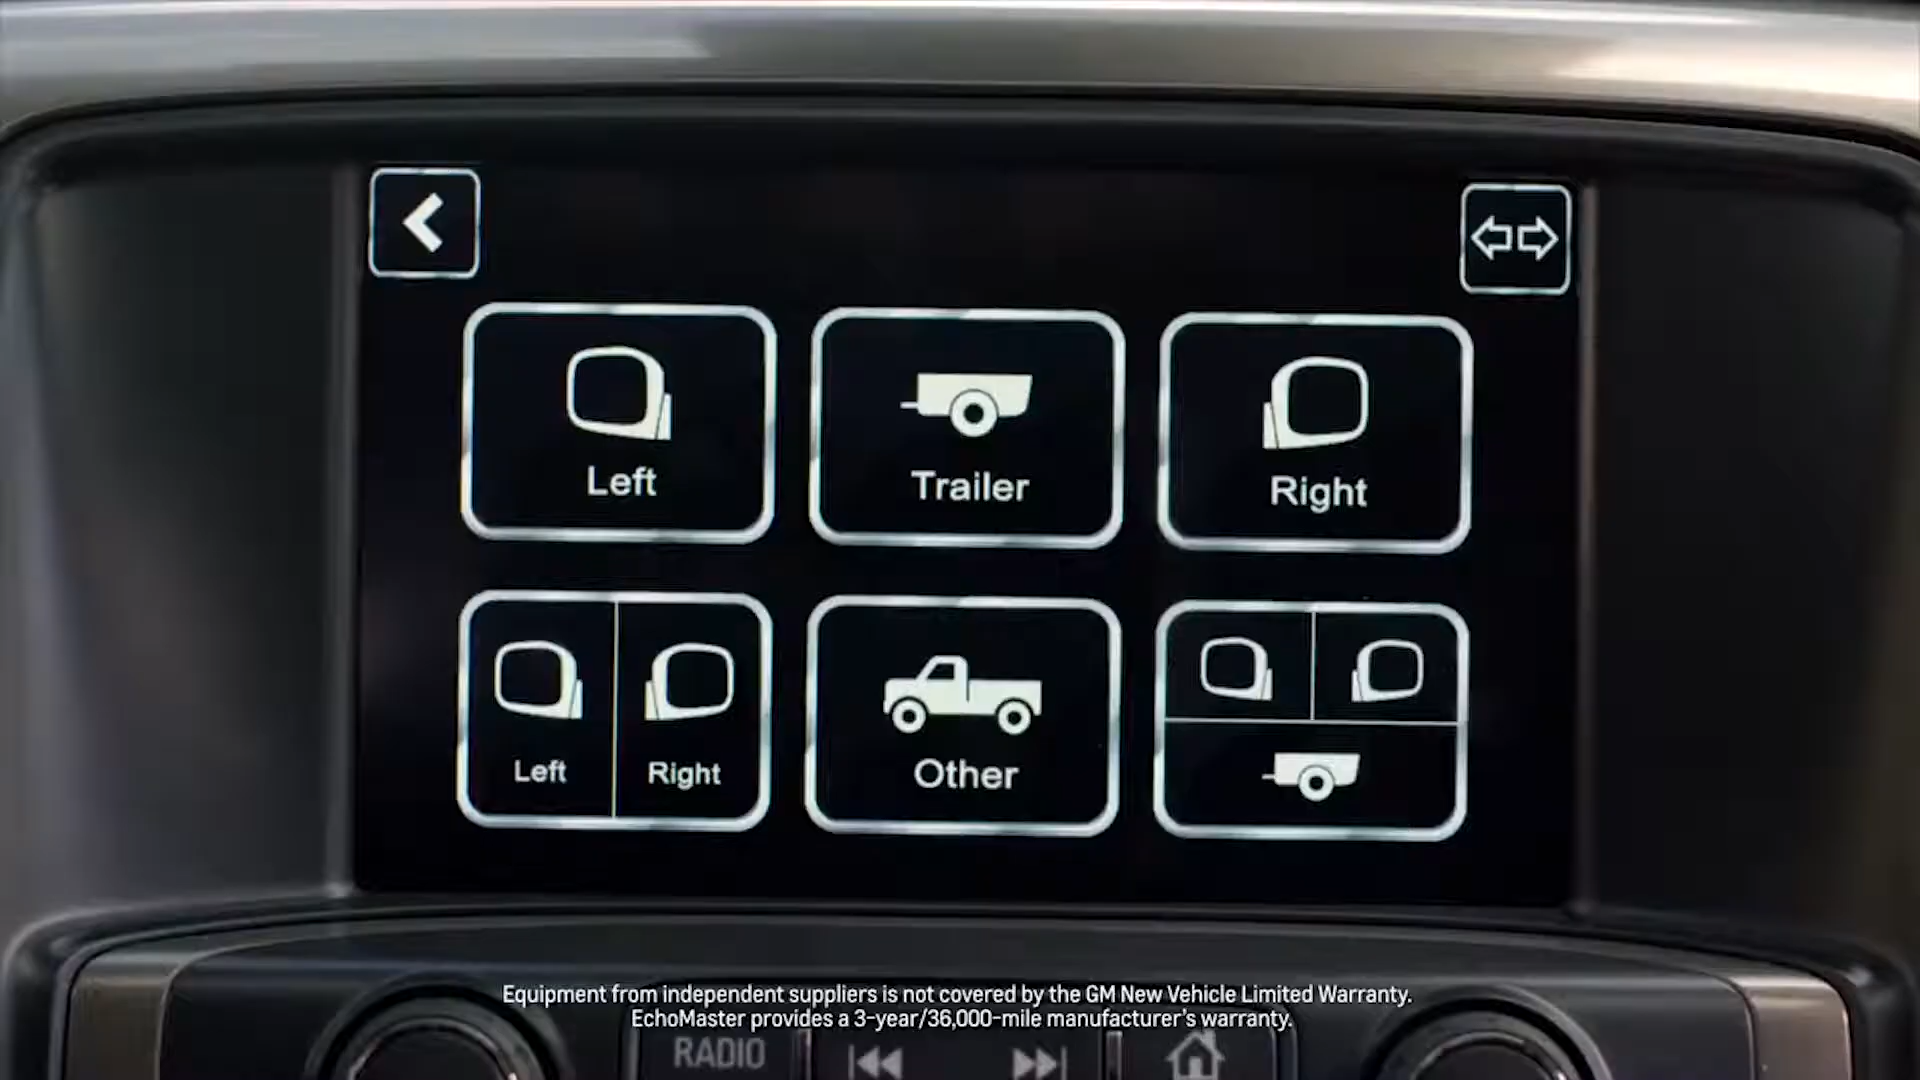 Left
Trailer
Right
Left
Right
Other
Equipment from independent suppliers is not covered by the GM New Vehicle Limited Warranty.
EchoMaster provides a 3-year/36,000-mile manufacturer's warranty.
RADIO